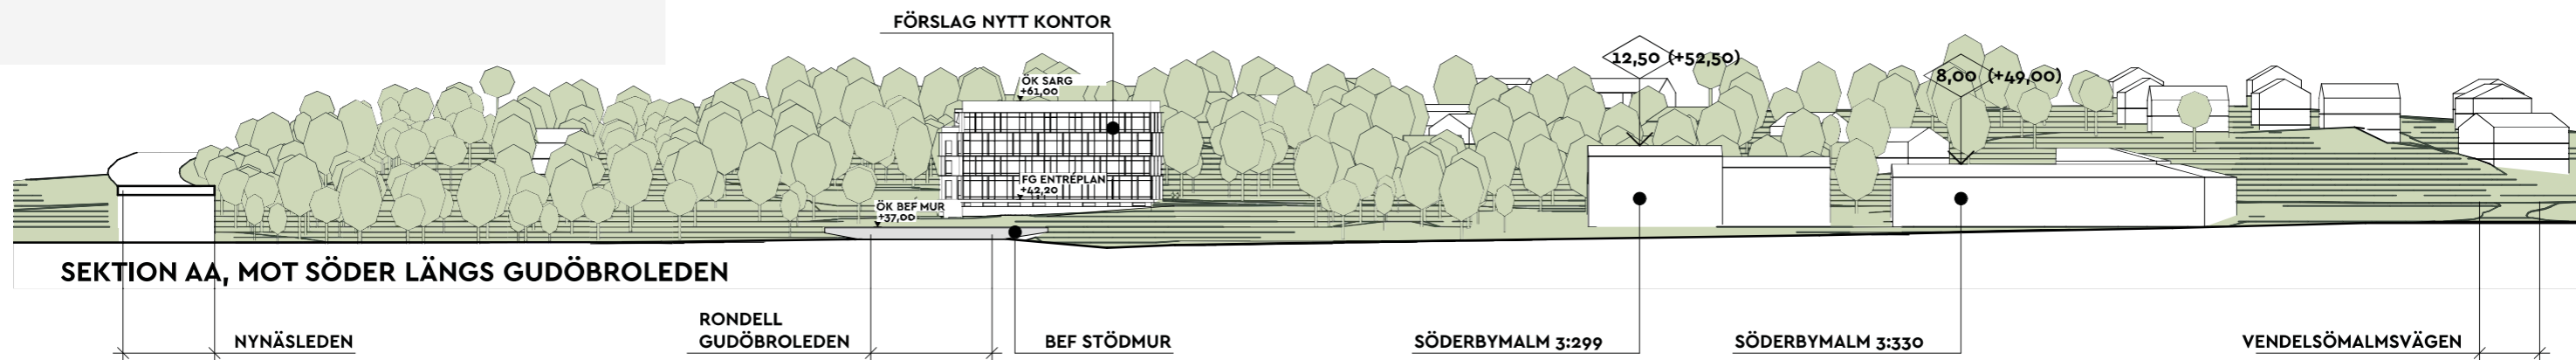 FÖRSLAG NYTT KONTOR
12,50 (+52,50)
8,00 (+49,00)
ÖK SARG
+61,00
FG ENTRÉPLAN
+42,20
ÖK BEF MUR
+37,00
SEKTION AA, MOT SÖDER LÄNGS GUDÖBROLEDEN
NYNÄSLEDEN
RONDELL
GUDÖBROLEDEN
BEF STÖDMUR
SÖDERBYMALM 3:299
SÖDERBYMALM 3:330
VENDELSÖMALMSVÄGEN